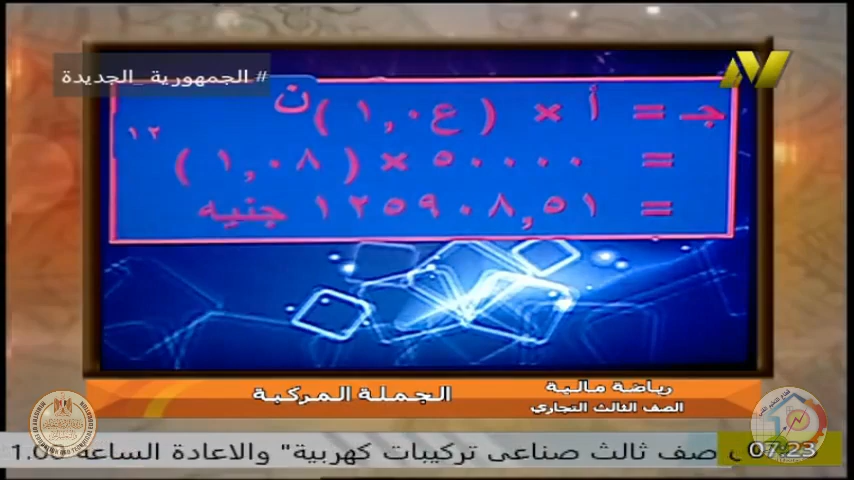 # الجمهورية_الجديدة
جـ = أ × (١,٠ع)ن
= ٥٠٠٠٠ × (١,٠٨)١٢
= ١٢٥٩٠٨,٥١ جنيه
رياضة مالية
الصف الثالث التجارى
الجملة المركبة
صف ثالث صناعى تركيبات كهربية" والاعادة الساعة 1.00
07:23